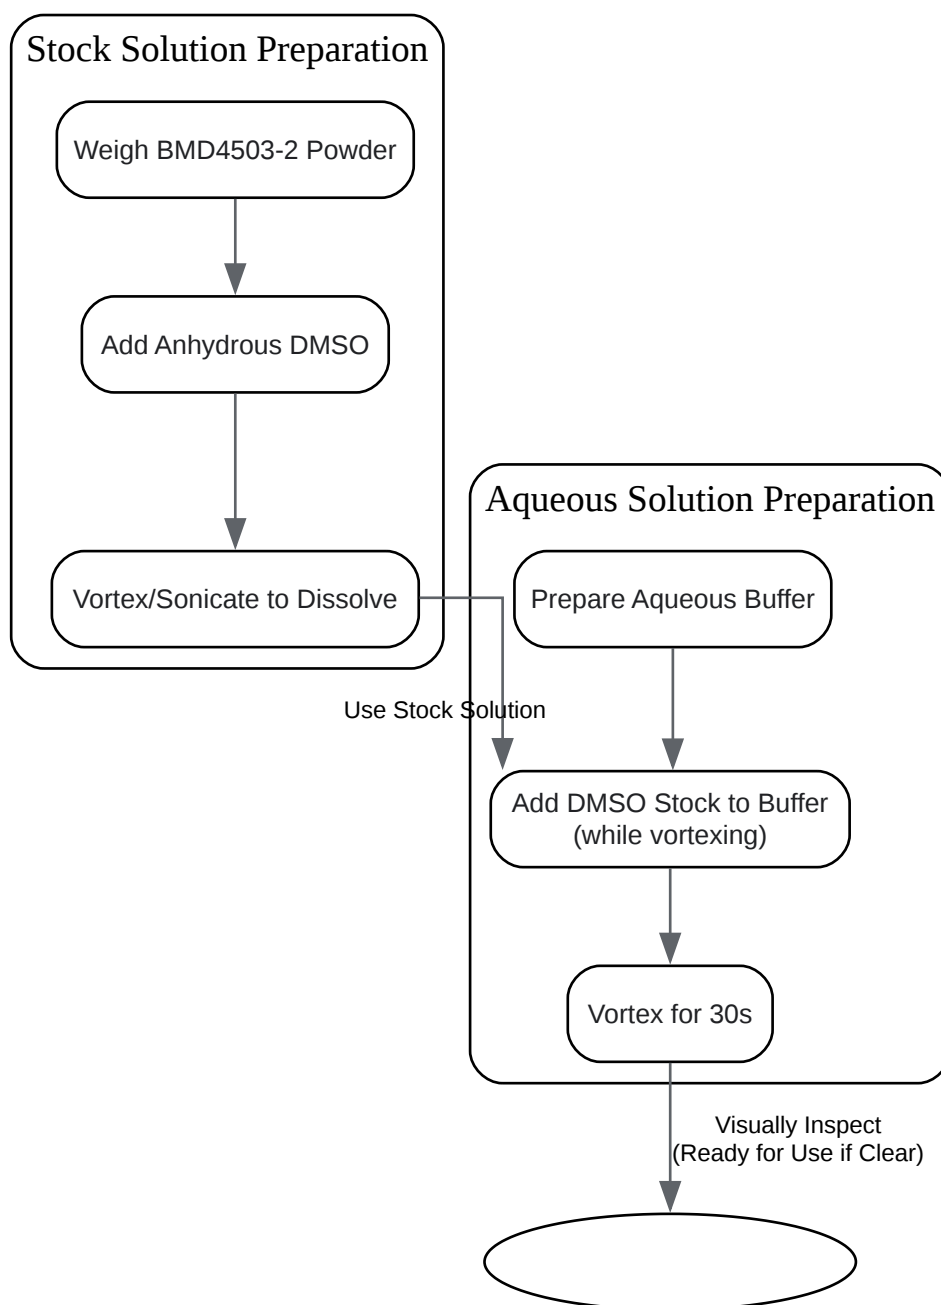 Stock Solution Preparation
Weigh BMD4503-2 Powder
Add Anhydrous DMSO
Vortex/Sonicate to Dissolve
Use Stock Solution
Aqueous Solution Preparation
Prepare Aqueous Buffer
Add DMSO Stock to Buffer
(while vortexing)
Vortex for 30s
Visually Inspect
(Ready for Use if Clear)